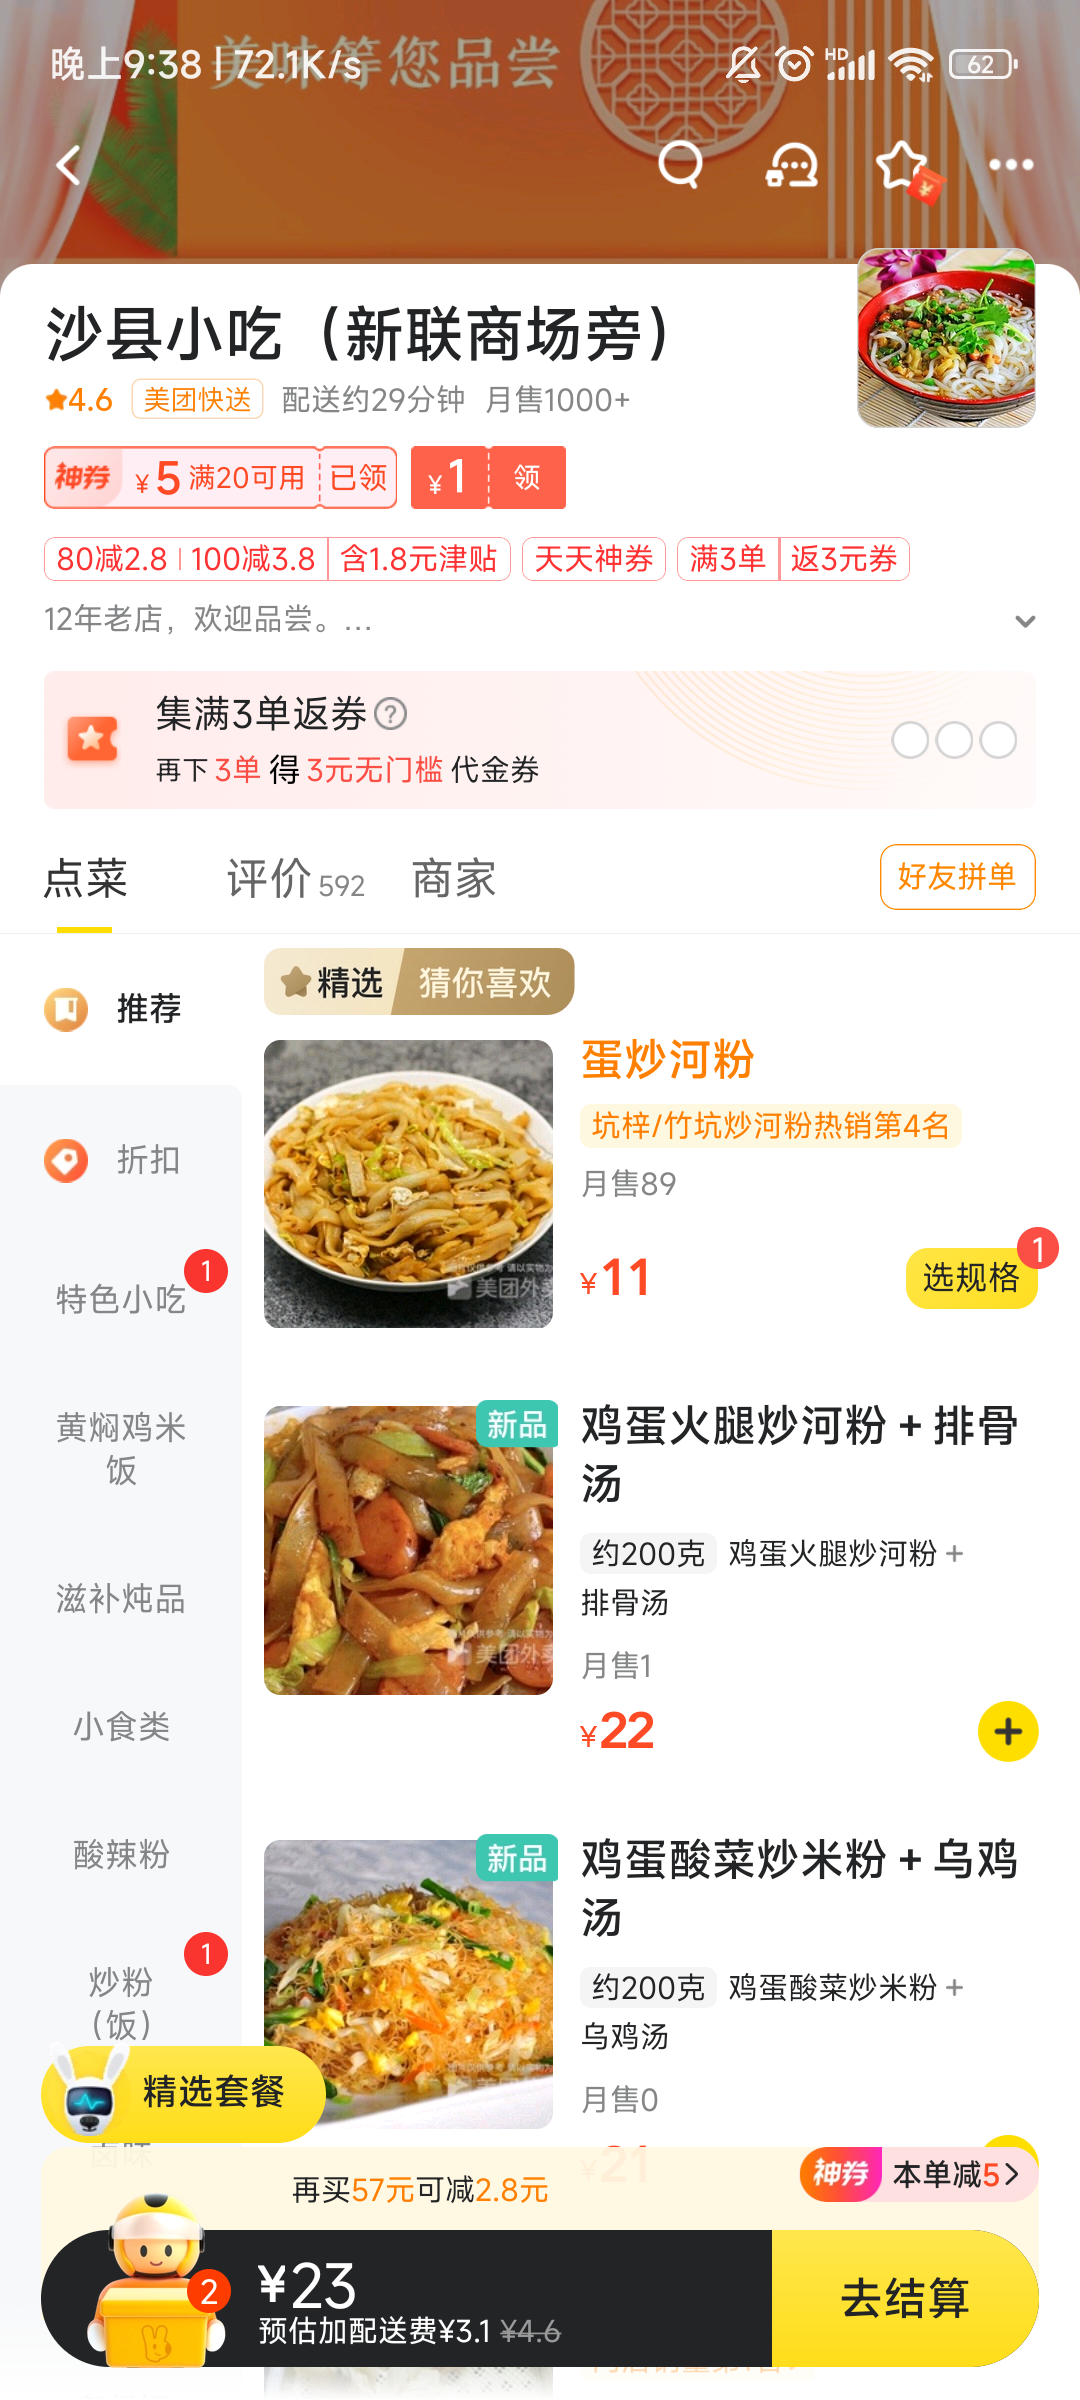 美味等您品尝
晚上9:38 | 72.1K/s
HD
62
沙县小吃（新联商场旁）
4.6 美团快送 配送约29分钟 月售1000+
神券 ¥5 满20可用 已领 ¥1 领
80减2.8 | 100减3.8 含1.8元津贴 天天神券 满3单 返3元券
12年老店，欢迎品尝。...
集满3单返券?
再下3单得3元无门槛代金券
点菜 评价592 商家 好友拼单
精选 猜你喜欢
推荐
折扣
特色小吃
1
黄焖鸡米
饭
滋补炖品
小食类
酸辣粉
炒粉
（饭）
1
蛋炒河粉
坑梓/竹坑炒河粉热销第4名
月售89
¥11
选规格
1
美团外卖
新品
鸡蛋火腿炒河粉+排骨
汤
约200克 鸡蛋火腿炒河粉+
排骨汤
月售1
¥22
美团外卖
新品
鸡蛋酸菜炒米粉+乌鸡
汤
约200克 鸡蛋酸菜炒米粉+
乌鸡汤
月售0
¥21
精选套餐
再买57元可减2.8元
神券 本单减5
2
¥23
预估加配送费¥3.1 ¥4.6
去结算